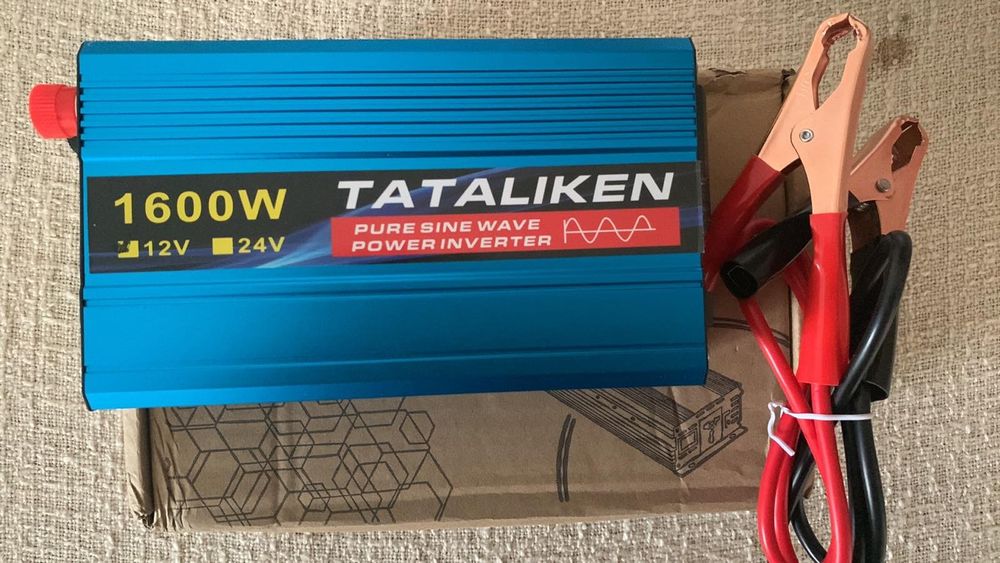 1600W
12V 24V
TATALIKEN
PURE SINE WAVE
POWER INVERTER